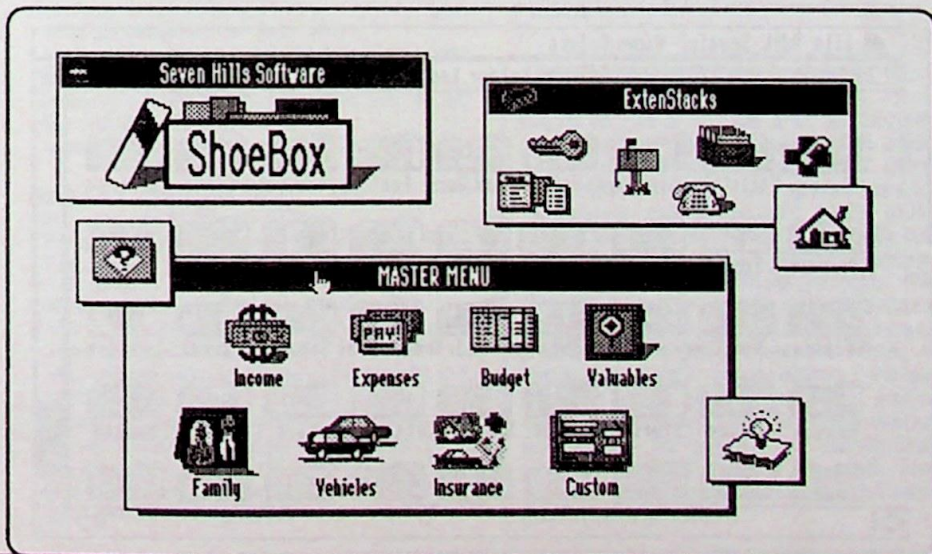 Seven Hills Software
ShoeBox
ExtenStacks
MASTER MENU
PAY!
Income
Expenses
Budget
Valuables
Family
Vehicles
Insurance
Custom